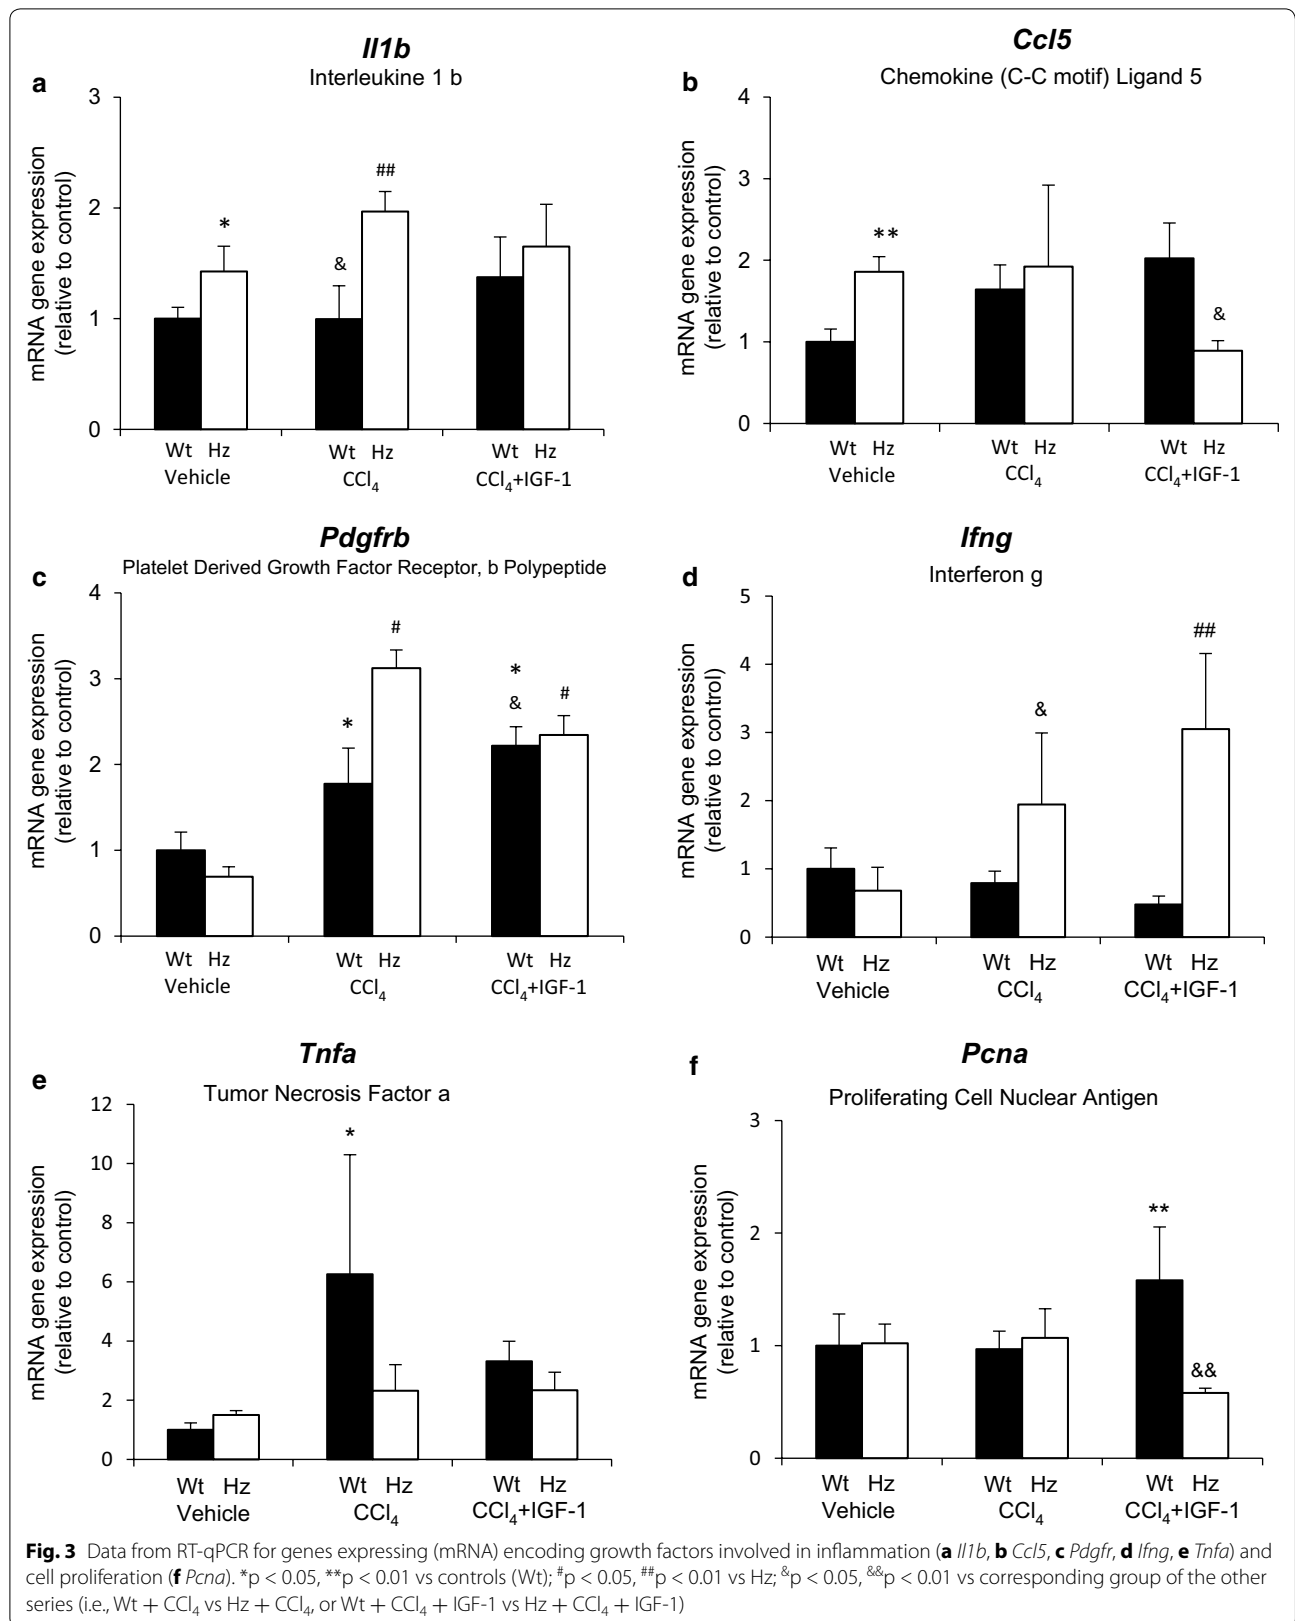 Il1b
Interleukine 1 b
a
mRNA gene expression
(relative to control)
3
2
1
0
*
&
##
Wt Hz
Vehicle
Wt Hz
CCl4
Wt Hz
CCl4+IGF-1
Ccl5
Chemokine (C-C motif) Ligand 5
b
mRNA gene expression
(relative to control)
4
3
2
1
0
**
&
Wt Hz
Vehicle
Wt Hz
CCl4
Wt Hz
CCl4+IGF-1
Pdgfrb
Platelet Derived Growth Factor Receptor, b Polypeptide
c
mRNA gene expression
(relative to control)
4
3
2
1
0
*
#
*
&
#
Wt Hz
Vehicle
Wt Hz
CCl4
Wt Hz
CCl4+IGF-1
Ifng
Interferon g
d
mRNA gene expression
(relative to control)
5
4
3
2
1
0
&
##
Wt Hz
Vehicle
Wt Hz
CCl4
Wt Hz
CCl4+IGF-1
Tnfa
Tumor Necrosis Factor a
e
mRNA gene expression
(relative to control)
12
10
8
6
4
2
0
*
Wt Hz
Vehicle
Wt Hz
CCl4
Wt Hz
CCl4+IGF-1
Pcna
Proliferating Cell Nuclear Antigen
f
mRNA gene expression
(relative to control)
3
2
1
0
**
&&
Wt Hz
Vehicle
Wt Hz
CCl4
Wt Hz
CCl4+IGF-1
Fig. 3 Data from RT-qPCR for genes expressing (mRNA) encoding growth factors involved in inflammation (a Il1b, b Ccl5, c Pdgfr, d Ifng, e Tnfa) and
cell proliferation (f Pcna). *p < 0.05, **p < 0.01 vs controls (Wt); #p < 0.05, ##p < 0.01 vs Hz; &p < 0.05, &&p < 0.01 vs corresponding group of the other
series (i.e., Wt + CCl4 vs Hz + CCl4, or Wt + CCl4 + IGF-1 vs Hz + CCl4 + IGF-1)